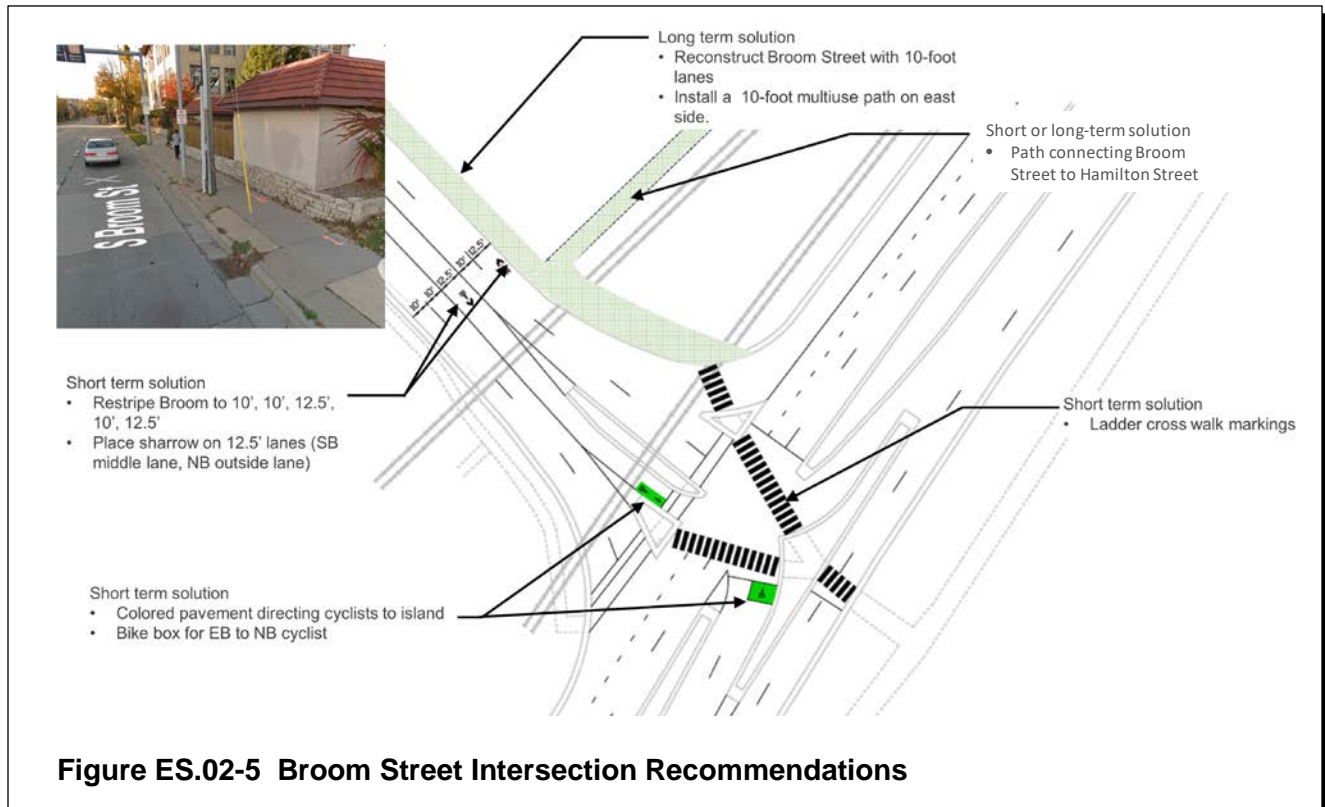 Long term solution
• Reconstruct Broom Street with 10-foot
lanes
• Install a 10-foot multiuse path on east
side.
Short or long-term solution
• Path connecting Broom
Street to Hamilton Street
S Broom St
10' 10' 12.5' 10' 12.5'
Short term solution
• Restripe Broom to 10', 10', 12.5',
10', 12.5'
• Place sharrow on 12.5' lanes (SB
middle lane, NB outside lane)
Short term solution
• Ladder cross walk markings
Short term solution
• Colored pavement directing cyclists to island
• Bike box for EB to NB cyclist
Figure ES.02-5 Broom Street Intersection Recommendations